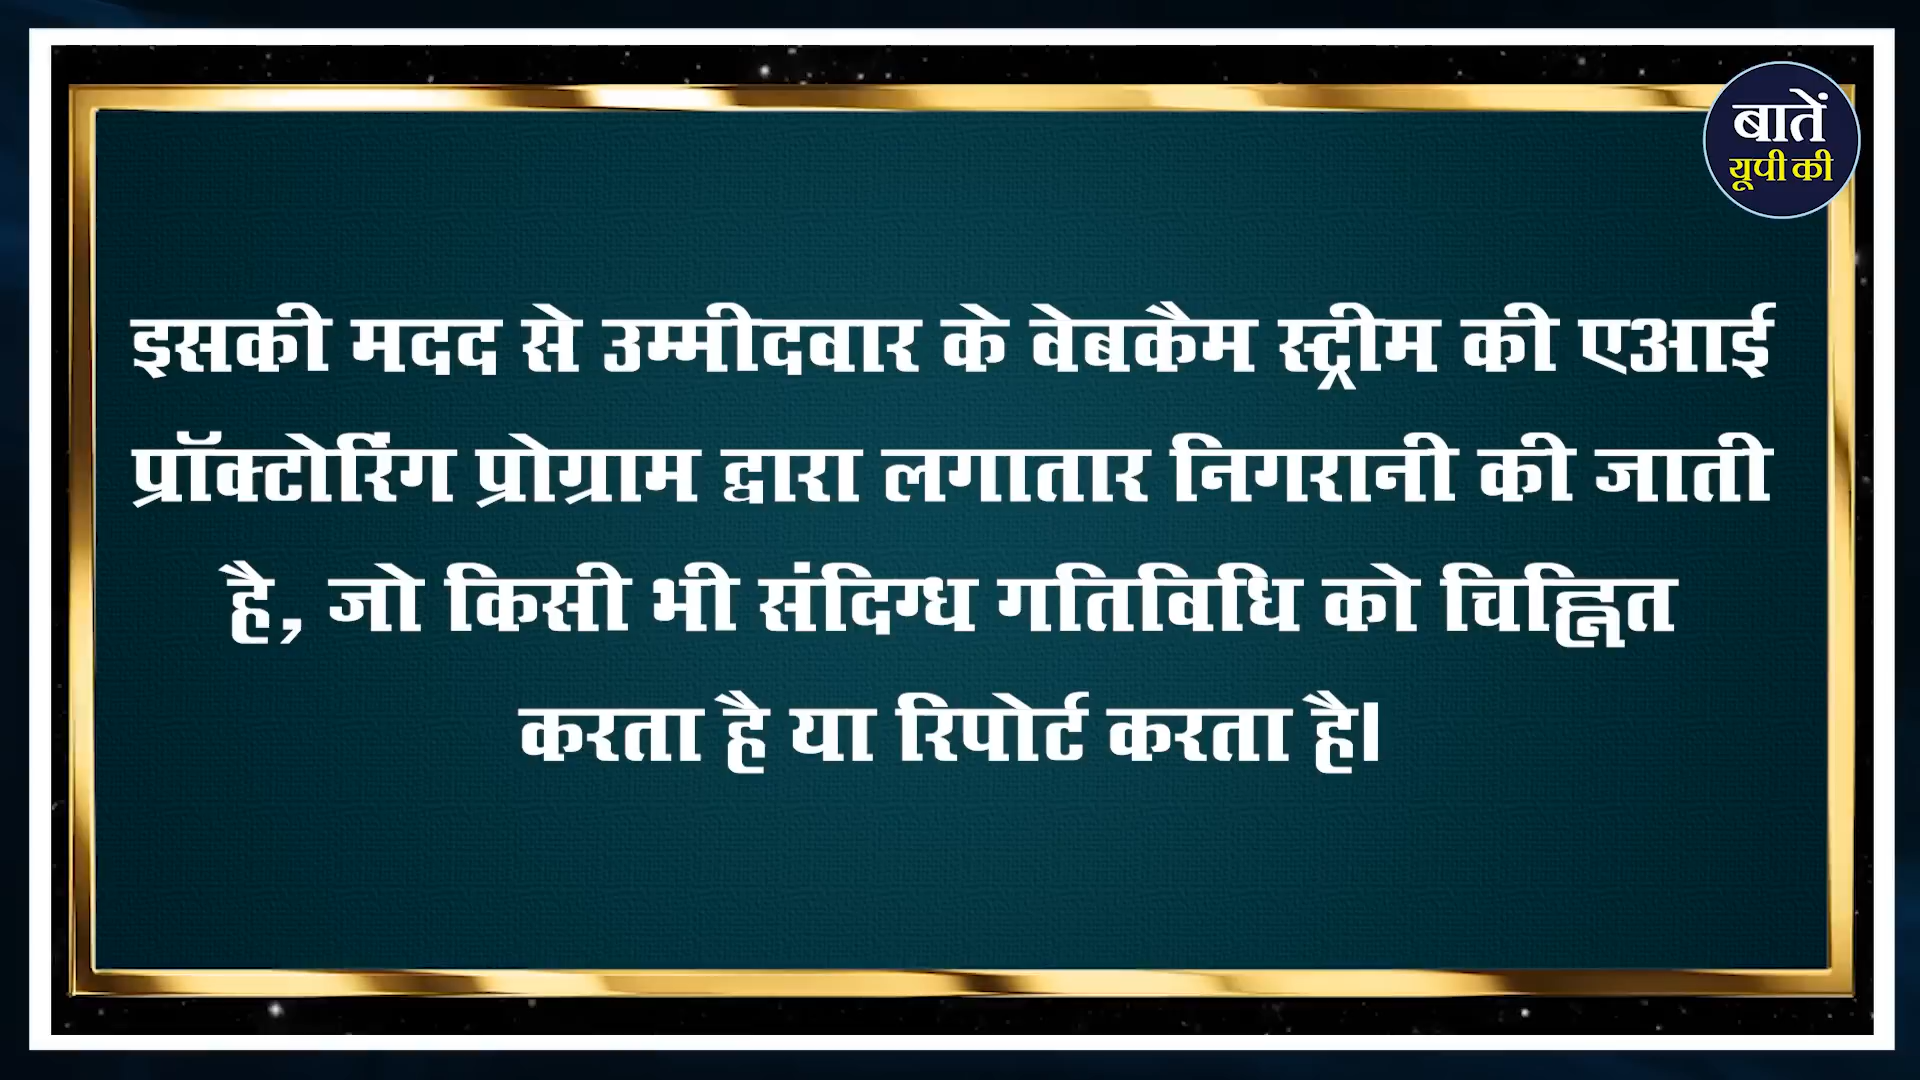 बातें
यूपी की
इसकी मदद से उम्मीदवार के वेबकैम स्ट्रीम की एआई
प्रॉक्टोरिंग प्रोग्राम द्वारा लगातार निगरानी की जाती
है, जो किसी भी संदिग्ध गतिविधि को चिह्नित
करता है या रिपोर्ट करता है।